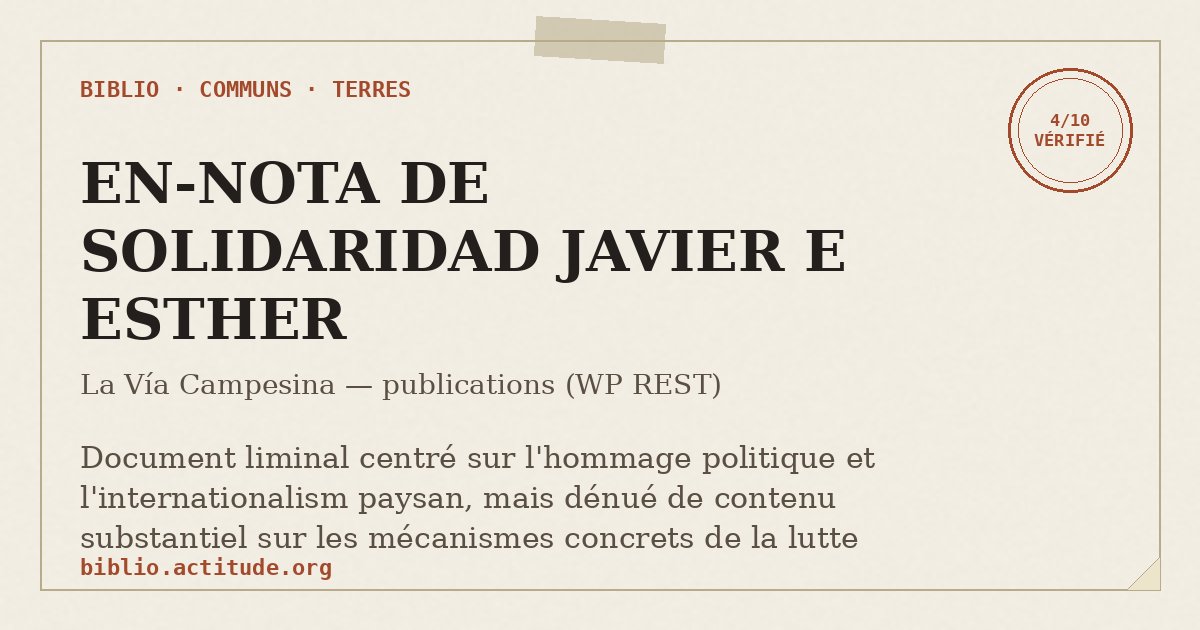 BIBLIO · COMMUNS · TERRES
4/10
VÉRIFIÉ
EN-NOTA DE
SOLIDARIDAD JAVIER E
ESTHER
La Vía Campesina — publications (WP REST)
Document liminal centré sur l'hommage politique et
l'internationalism paysan, mais dénué de contenu
substantiel sur les mécanismes concrets de la lutte
biblio.actitude.org